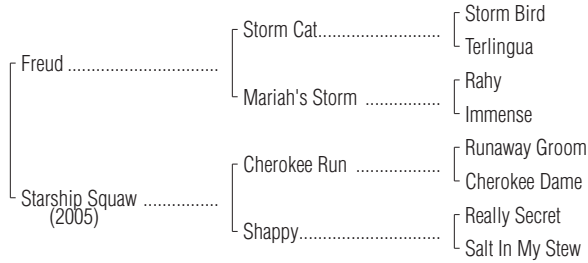 Storm Bird
Storm Cat..........................
Terlingua
Freud ................................
Rahy
Mariah's Storm ................
Immense
Runaway Groom
Cherokee Run ..................
Cherokee Dame
Starship Squaw ................
(2005)
Really Secret
Shappy..............................
Salt In My Stew